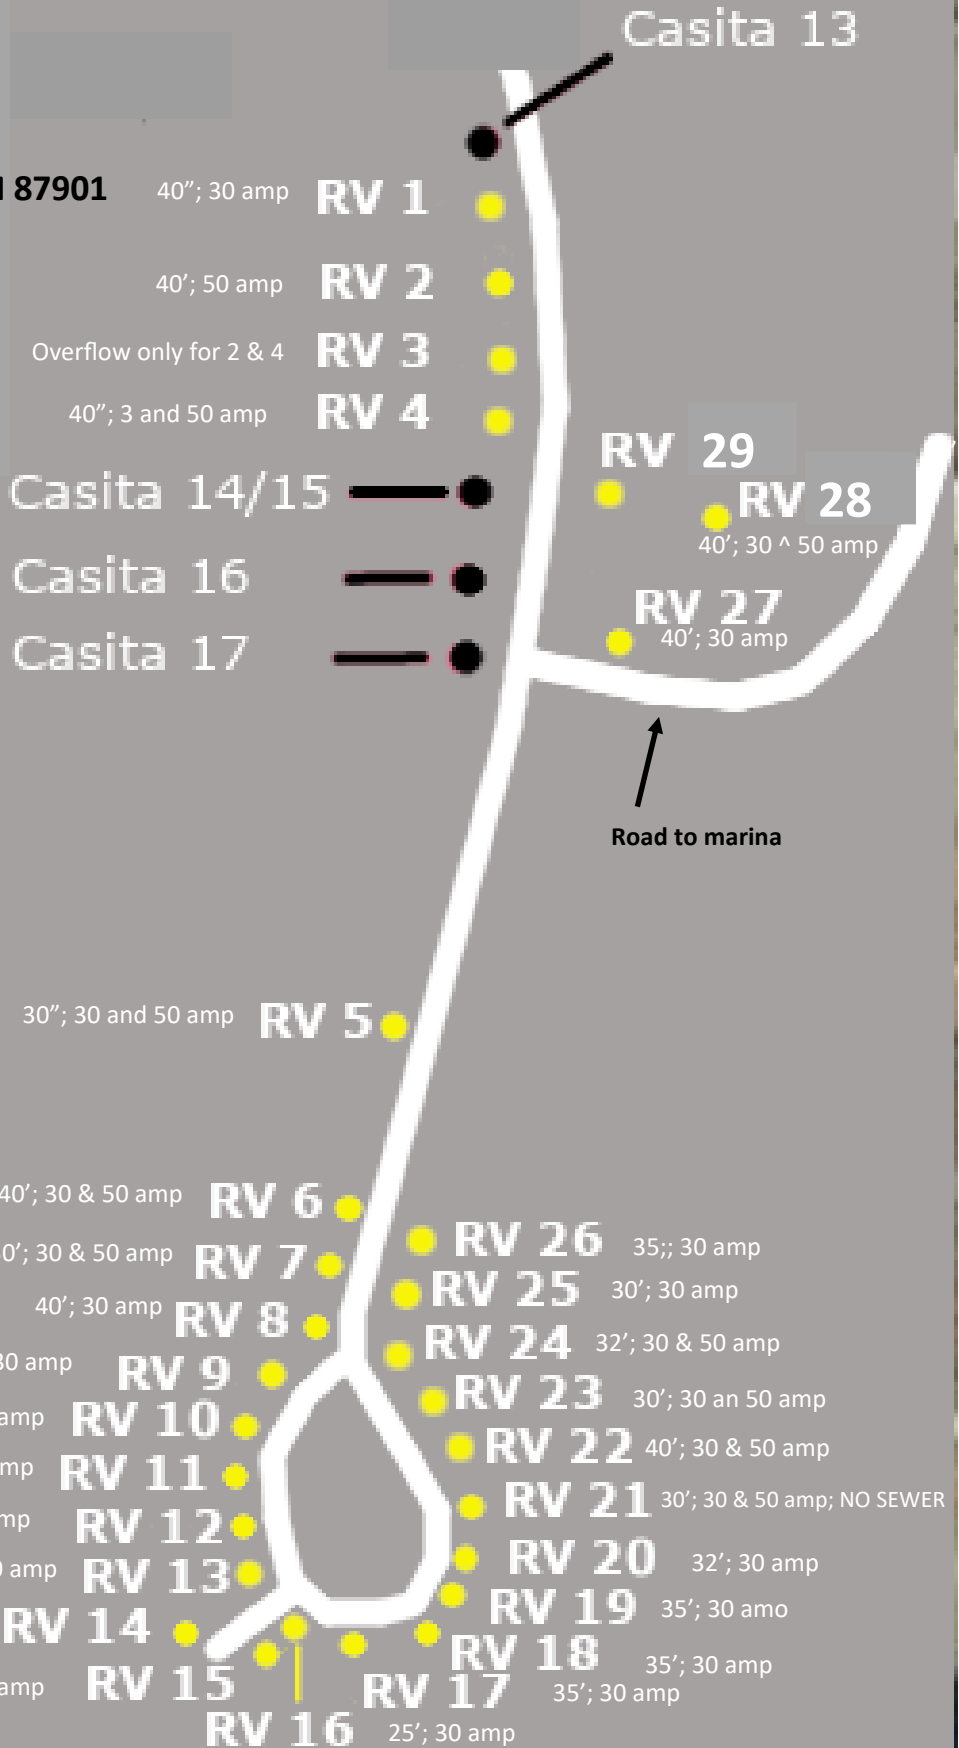 Casita 13
87901
40”; 30 amp RV 1
40’; 50 amp RV 2
Overflow only for 2 & 4 RV 3
40”; 3 and 50 amp RV 4
RV 29
Casita 14/15
RV 28
40’; 30 ^ 50 amp
Casita 16
RV 27
40’; 30 amp
Casita 17
Road to marina
30”; 30 and 50 amp RV 5
40’; 30 & 50 amp RV 6
RV 26 35;; 30 amp
0’; 30 & 50 amp RV 7
RV 25 30’; 30 amp
40’; 30 amp RV 8
RV 24 32’; 30 & 50 amp
30 amp RV 9
RV 23 30’; 30 an 50 amp
amp RV 10
RV 22 40’; 30 & 50 amp
mp RV 11
RV 21 30’; 30 & 50 amp; NO SEWER
mp RV 12
RV 20 32’; 30 amp
amp RV 13
RV 19 35’; 30 amo
RV 14
RV 18 35’; 30 amp
amp RV 15
RV 17 35’; 30 amp
RV 16 25’; 30 amp